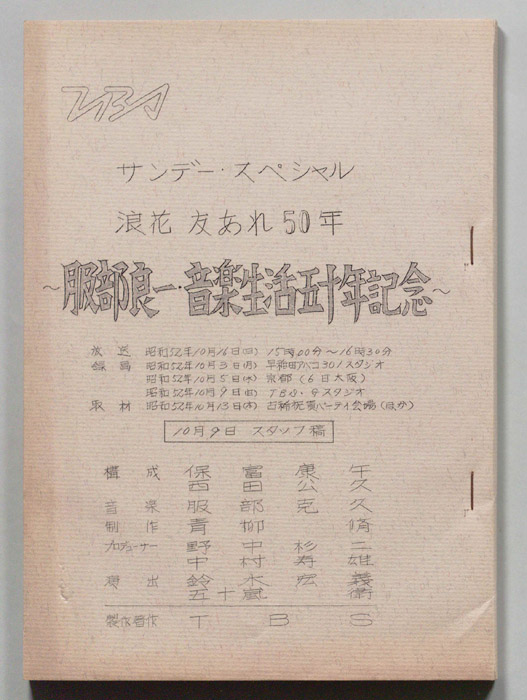 TBS
サンデー・スペシャル
浪花 友あれ 50年
～服部良一・音楽生活五十年記念～
放送 昭和52年10月16日(日) 15時00分～16時30分
録画 昭和52年10月3日(月) 早稲田アバコ301スタジオ
昭和52年10月5日(水) 京都(6日大阪)
昭和52年10月9日(日) TBS・Gスタジオ
取材 昭和52年10月13日(木) 古稀祝賀パーティ会場(ほか)
10月9日 スタッフ稿
構成 保富康午
西田公久
音楽 服部克久
制作 青柳脩
プロデューサー 野中杉二
中村寿雄
演出 鈴木宏義
五十嵐衛
製作著作 TBS